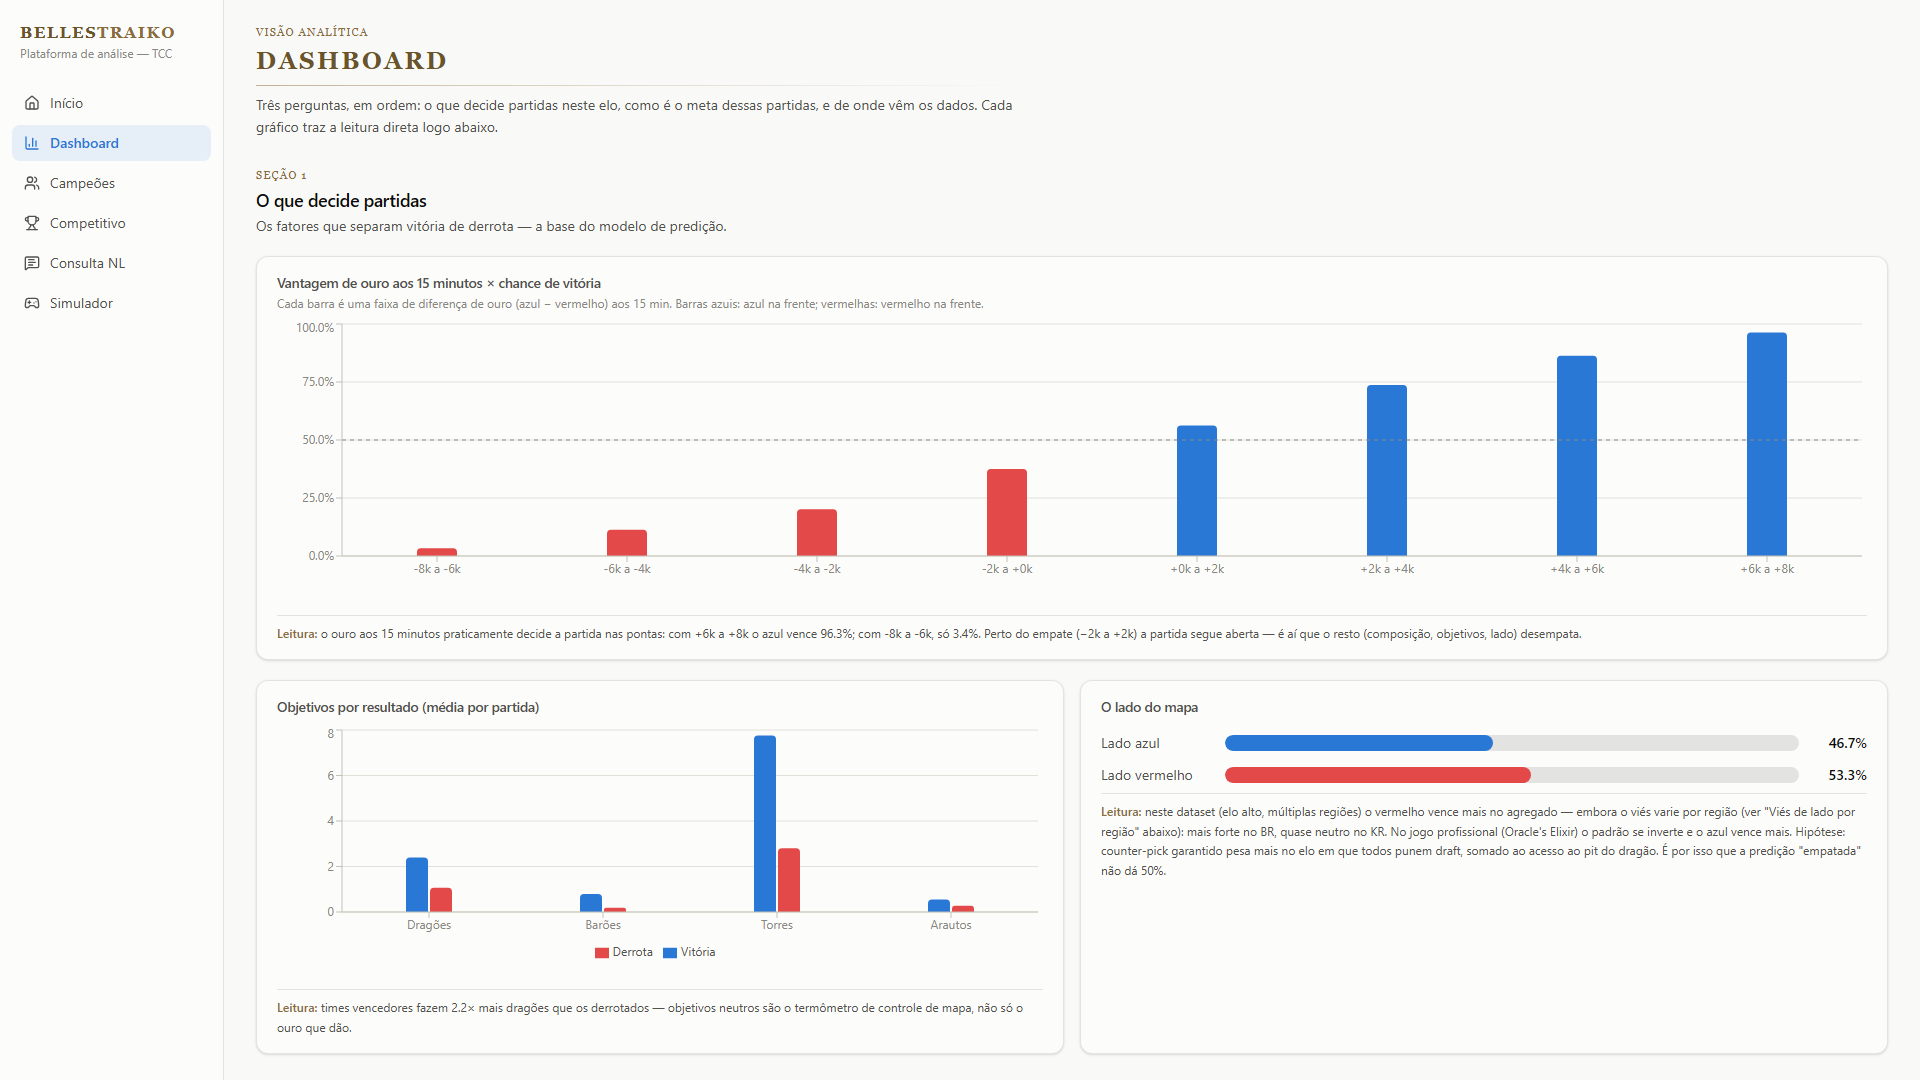 BELLESTRAIKO
Plataforma de análise — TCC
Início
Dashboard
Campeões
Competitivo
Consulta NL
Simulador
VISÃO ANALÍTICA
DASHBOARD
Três perguntas, em ordem: o que decide partidas neste elo, como é o meta dessas partidas, e de onde vêm os dados. Cada
gráfico traz a leitura direta logo abaixo.
SEÇÃO 1
O que decide partidas
Os fatores que separam vitória de derrota — a base do modelo de predição.
Vantagem de ouro aos 15 minutos × chance de vitória
Cada barra é uma faixa de diferença de ouro (azul − vermelho) aos 15 min. Barras azuis: azul na frente; vermelhas: vermelho na frente.
100.0%
75.0%
50.0%
25.0%
0.0%
-8k a -6k
-6k a -4k
-4k a -2k
-2k a +0k
+0k a +2k
+2k a +4k
+4k a +6k
+6k a +8k
Leitura: o ouro aos 15 minutos praticamente decide a partida nas pontas: com +6k a +8k o azul vence 96.3%; com -8k a -6k, só 3.4%. Perto do empate (−2k a +2k) a partida segue aberta — é aí que o resto (composição, objetivos, lado) desempata.
Objetivos por resultado (média por partida)
8
6
4
2
0
Dragões
Barões
Torres
Arautos
Derrota
Vitória
Leitura: times vencedores fazem 2.2× mais dragões que os derrotados — objetivos neutros são o termômetro de controle de mapa, não só o
ouro que dão.
O lado do mapa
Lado azul
46.7%
Lado vermelho
53.3%
Leitura: neste dataset (elo alto, múltiplas regiões) o vermelho vence mais no agregado — embora o viés varie por região (ver "Viés de lado por
região" abaixo): mais forte no BR, quase neutro no KR. No jogo profissional (Oracle's Elixir) o padrão se inverte e o azul vence mais. Hipótese:
counter-pick garantido pesa mais no elo em que todos punem draft, somado ao acesso ao pit do dragão. É por isso que a predição "empatada"
não dá 50%.